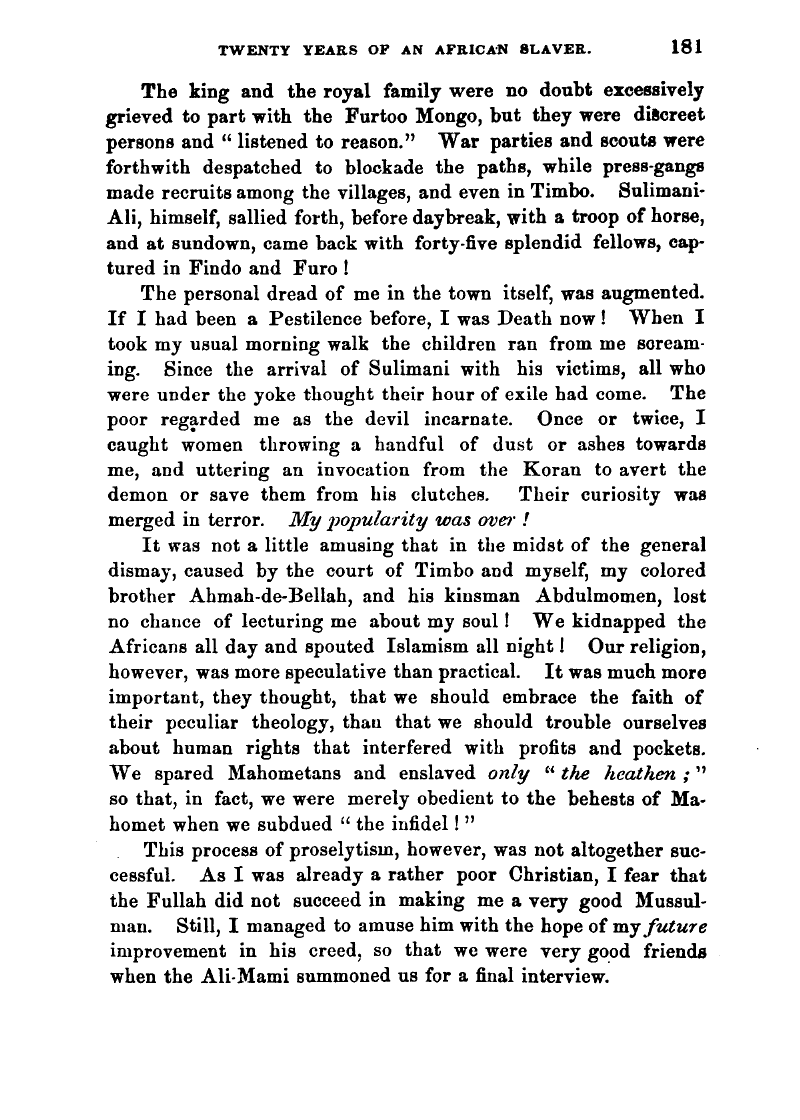 TWENTY YEARS OF AN AFRICAN SLAVER. 181
The king and the royal family were no doubt excessively
grieved to part with the Furtoo Mongo, but they were discreet
persons and “ listened to reason.” War parties and scouts were
forthwith despatched to blockade the paths, while press-gangs
made recruits among the villages, and even in Timbo. Sulimani-
Ali, himself, sallied forth, before daybreak, with a troop of horse,
and at sundown, came back with forty-five splendid fellows, cap-
tured in Findo and Furo !
The personal dread of me in the town itself, was augmented.
If I had been a Pestilence before, I was Death now ! When I
took my usual morning walk the children ran from me scream-
ing. Since the arrival of Sulimani with his victims, all who
were under the yoke thought their hour of exile had come. The
poor regarded me as the devil incarnate. Once or twice, I
caught women throwing a handful of dust or ashes towards
me, and uttering an invocation from the Koran to avert the
demon or save them from his clutches. Their curiosity was
merged in terror. My popularity was over !
It was not a little amusing that in the midst of the general
dismay, caused by the court of Timbo and myself, my colored
brother Ahmah-de-Bellah, and his kinsman Abdulmomen, lost
no chance of lecturing me about my soul ! We kidnapped the
Africans all day and spouted Islamism all night ! Our religion,
however, was more speculative than practical. It was much more
important, they thought, that we should embrace the faith of
their peculiar theology, than that we should trouble ourselves
about human rights that interfered with profits and pockets.
We spared Mahometans and enslaved only “ the heathen ; ”
so that, in fact, we were merely obedient to the behests of Ma-
homet when we subdued “ the infidel ! ”
This process of proselytism, however, was not altogether suc-
cessful. As I was already a rather poor Christian, I fear that
the Fullah did not succeed in making me a very good Mussul-
man. Still, I managed to amuse him with the hope of my future
improvement in his creed, so that we were very good friends
when the Ali-Mami summoned us for a final interview.